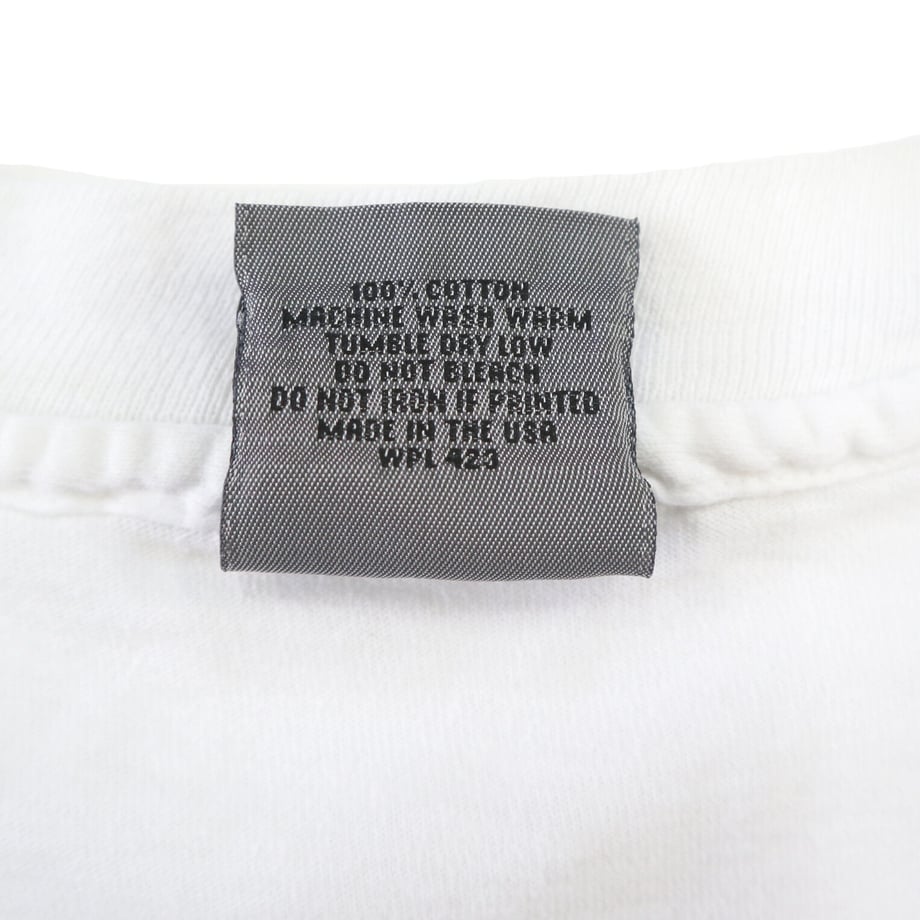 100% COTTON
MACHINE WASH WARM
TUMBLE DRY LOW
DO NOT BLEACH
DO NOT IRON IF PRINTED
MADE IN THE USA
WPL 423